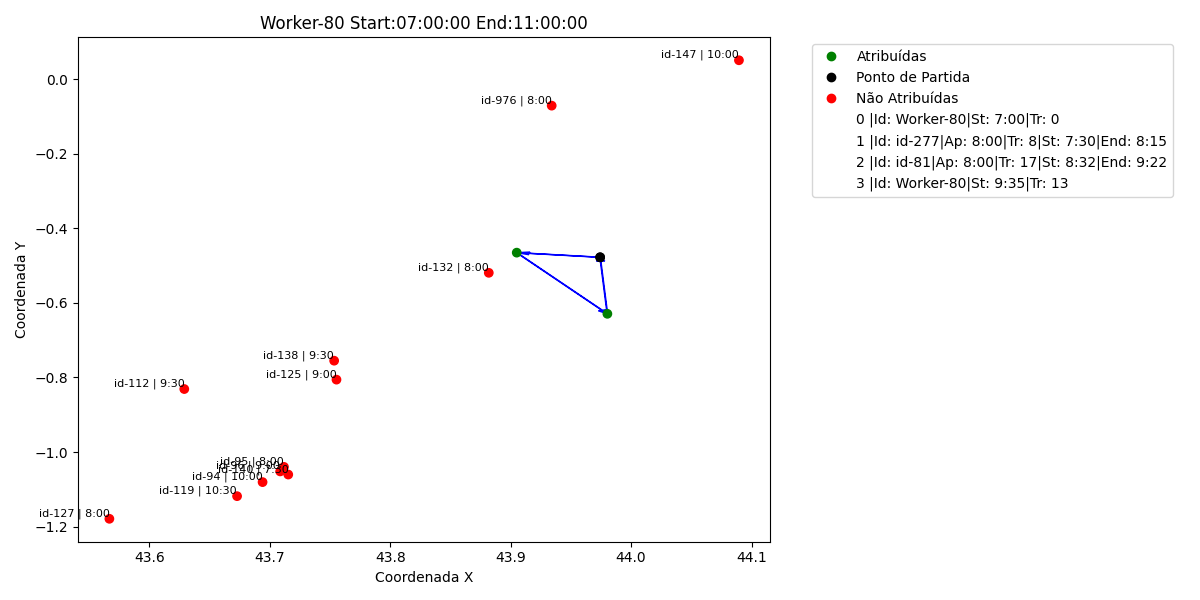 Worker-80 Start:07:00:00 End:11:00:00
Coordenada Y
0.0
−0.2
−0.4
−0.6
−0.8
−1.0
−1.2
id-147 | 10:00
id-976 | 8:00
id-132 | 8:00
id-138 | 9:30
id-125 | 9:00
id-112 | 9:30
id-95 | 8:00
id-140 | 7:30
id-94 | 10:00
id-119 | 10:30
id-127 | 8:00
43.6
43.7
43.8
43.9
44.0
44.1
Coordenada X
Atribuídas
Ponto de Partida
Não Atribuídas
0 |Id: Worker-80|St: 7:00|Tr: 0
1 |Id: id-277|Ap: 8:00|Tr: 8|St: 7:30|End: 8:15
2 |Id: id-81|Ap: 8:00|Tr: 17|St: 8:32|End: 9:22
3 |Id: Worker-80|St: 9:35|Tr: 13